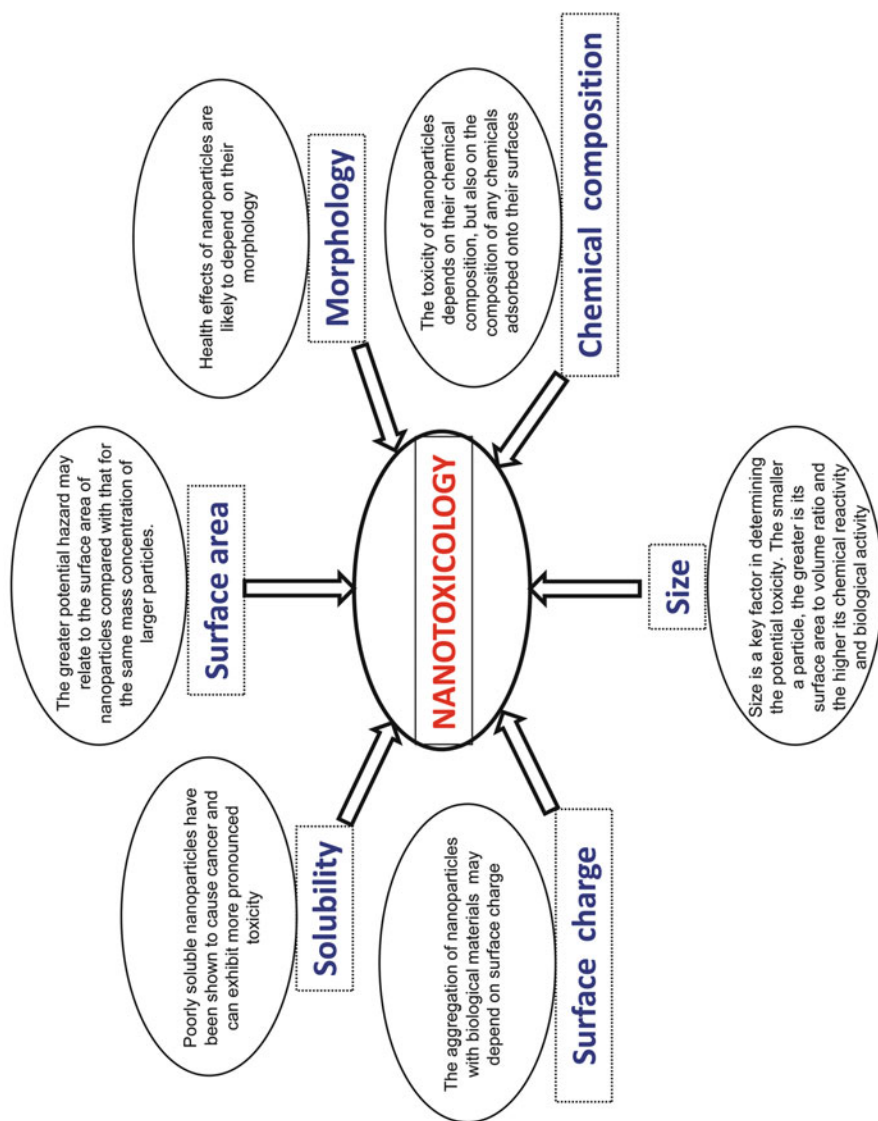 The greater potential hazard may
relate to the surface area of
nanoparticles compared with that for
the same mass concentration of
larger particles.
Surface area
Poorly soluble nanoparticles have
been shown to cause cancer and
can exhibit more pronounced
toxicity
Solubility
Health effects of nanoparticles are
likely to depend on their
morphology
Morphology
NANOTOXICOLOGY
The aggregation of nanoparticles
with biological materials may
depend on surface charge
Surface charge
The toxicity of nanoparticles
depends on their chemical
composition, but also on the
composition of any chemicals
adsorbed onto their surfaces
Chemical composition
Size
Size is a key factor in determining
the potential toxicity. The smaller
a particle, the greater is its
surface area to volume ratio and
the higher its chemical reactivity
and biological activity